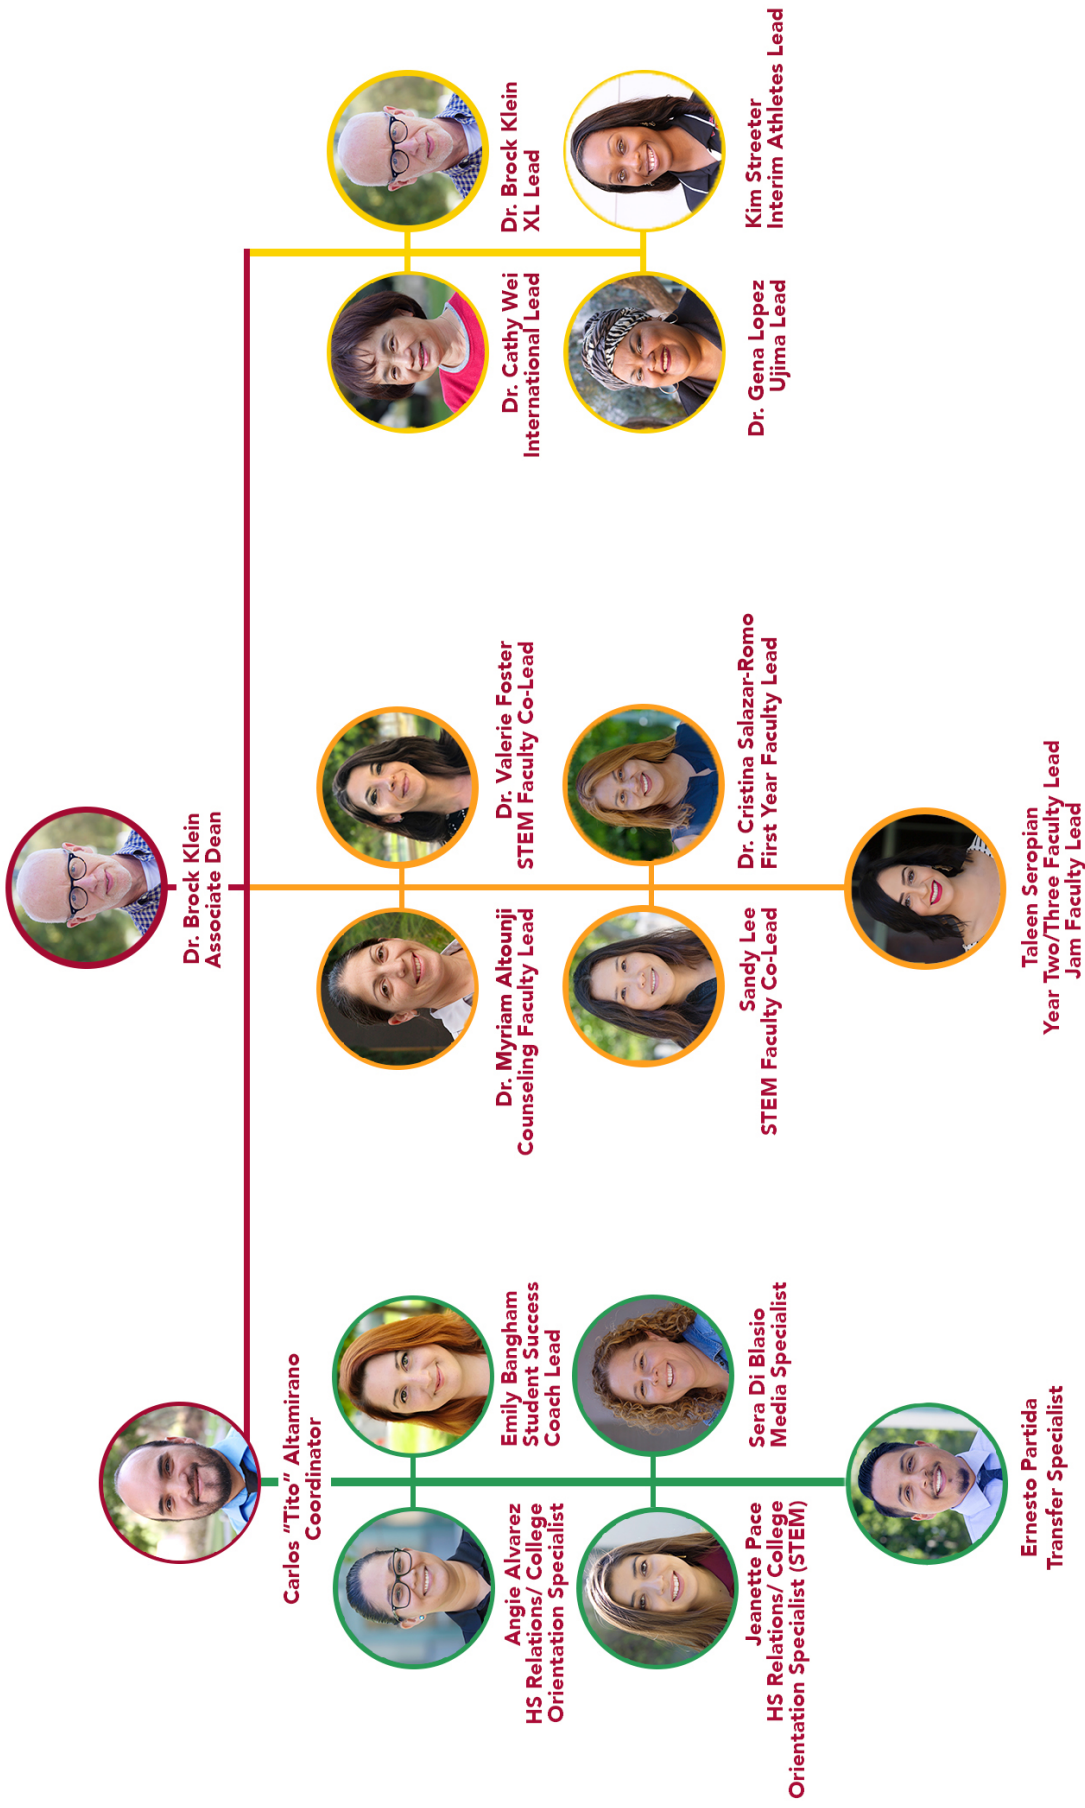 Dr. Brock Klein
Associate Dean
Carlos “Tito” Altamirano
Coordinator
Angie Alvarez
HS Relations/ College
Orientation Specialist
Emily Bangham
Student Success
Coach Lead
Jeanette Pace
HS Relations/ College
Orientation Specialist (STEM)
Sera Di Blasio
Media Specialist
Ernesto Partida
Transfer Specialist
Dr. Myriam Altounji
Counseling Faculty Lead
Dr. Valerie Foster
STEM Faculty Co-Lead
Sandy Lee
STEM Faculty Co-Lead
Dr. Cristina Salazar-Romo
First Year Faculty Lead
Taleen Seropian
Year Two/Three Faculty Lead
Jam Faculty Lead
Dr. Cathy Wei
International Lead
Dr. Brock Klein
XL Lead
Dr. Gena Lopez
Ujima Lead
Kim Streeter
Interim Athletes Lead